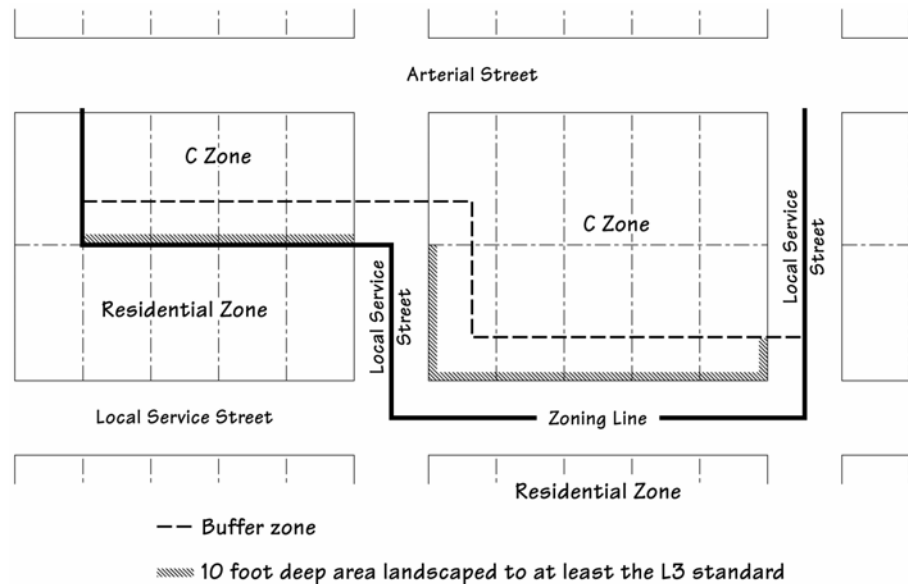 Arterial Street
C Zone
C Zone
Local Service
Street
Residential Zone
Local Service
Street
Local Service Street
Zoning Line
Residential Zone
Buffer zone
10 foot deep area landscaped to at least the L3 standard